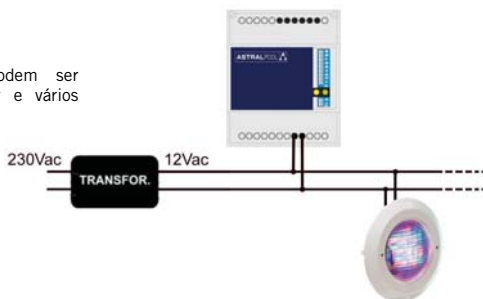 odem ser
e vários
ASTRALPOOL
230Vac
12Vac
TRANSFOR.